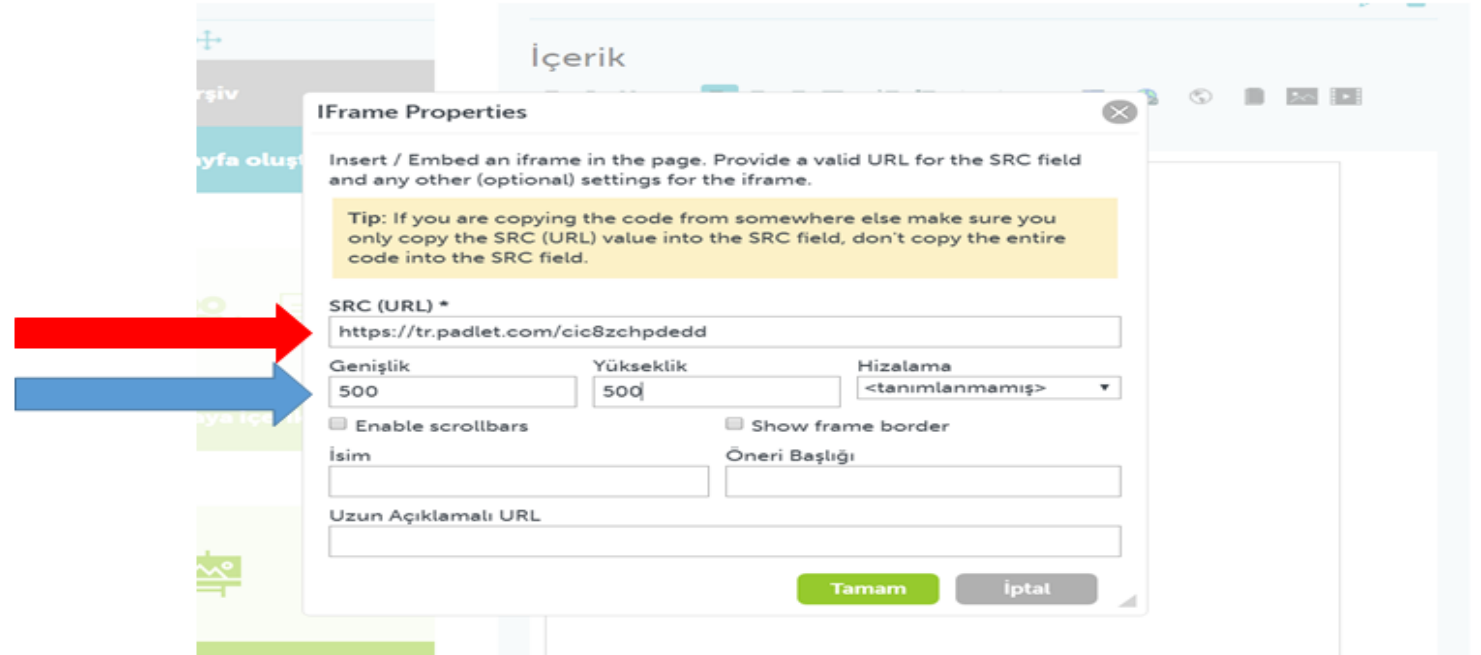 İçerik
rşiv
IFrame Properties
ayfa oluşt
Insert / Embed an iframe in the page. Provide a valid URL for the SRC field
and any other (optional) settings for the iframe.
Tip: If you are copying the code from somewhere else make sure you
only copy the SRC (URL) value into the SRC field, don't copy the entire
code into the SRC field.
SRC (URL) *
https://tr.padlet.com/cic8zchpdedd
Genişlik Yükseklik Hizalama
500 500 <tanımlanmamış>
Enable scrollbars Show frame border
İsim Öneri Başlığı
Uzun Açıklamalı URL
Tamam İptal